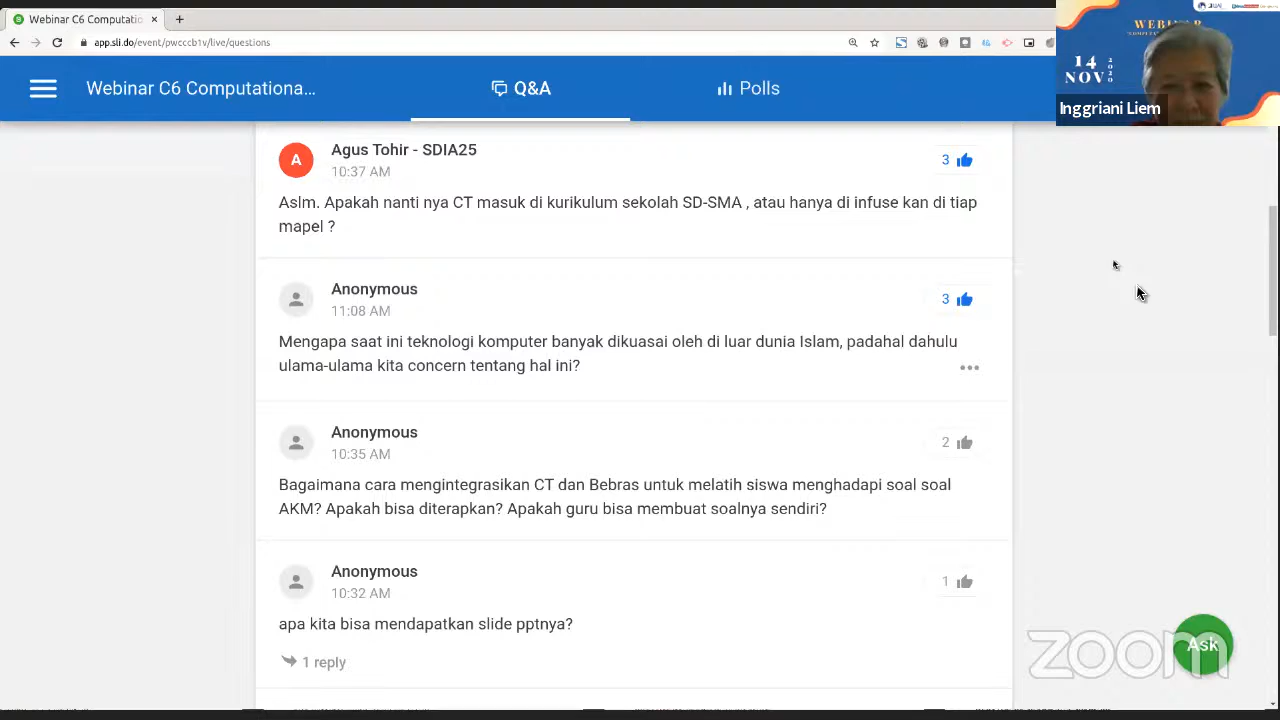 Webinar C6 Computatio
app.sli.do/event/pwcccb1v/live/questions
Webinar C6 Computationa...
Q&A
Polls
WEBINAR
14
NOV
2020
Inggriani Liem
A
Agus Tohir - SDIA25
10:37 AM
3
Aslm. Apakah nanti nya CT masuk di kurikulum sekolah SD-SMA , atau hanya di infuse kan di tiap
mapel ?
Anonymous
11:08 AM
3
Mengapa saat ini teknologi komputer banyak dikuasai oleh di luar dunia Islam, padahal dahulu
ulama-ulama kita concern tentang hal ini?
Anonymous
10:35 AM
2
Bagaimana cara mengintegrasikan CT dan Bebras untuk melatih siswa menghadapi soal soal
AKM? Apakah bisa diterapkan? Apakah guru bisa membuat soalnya sendiri?
Anonymous
10:32 AM
1
apa kita bisa mendapatkan slide pptnya?
1 reply
Ask
zoom